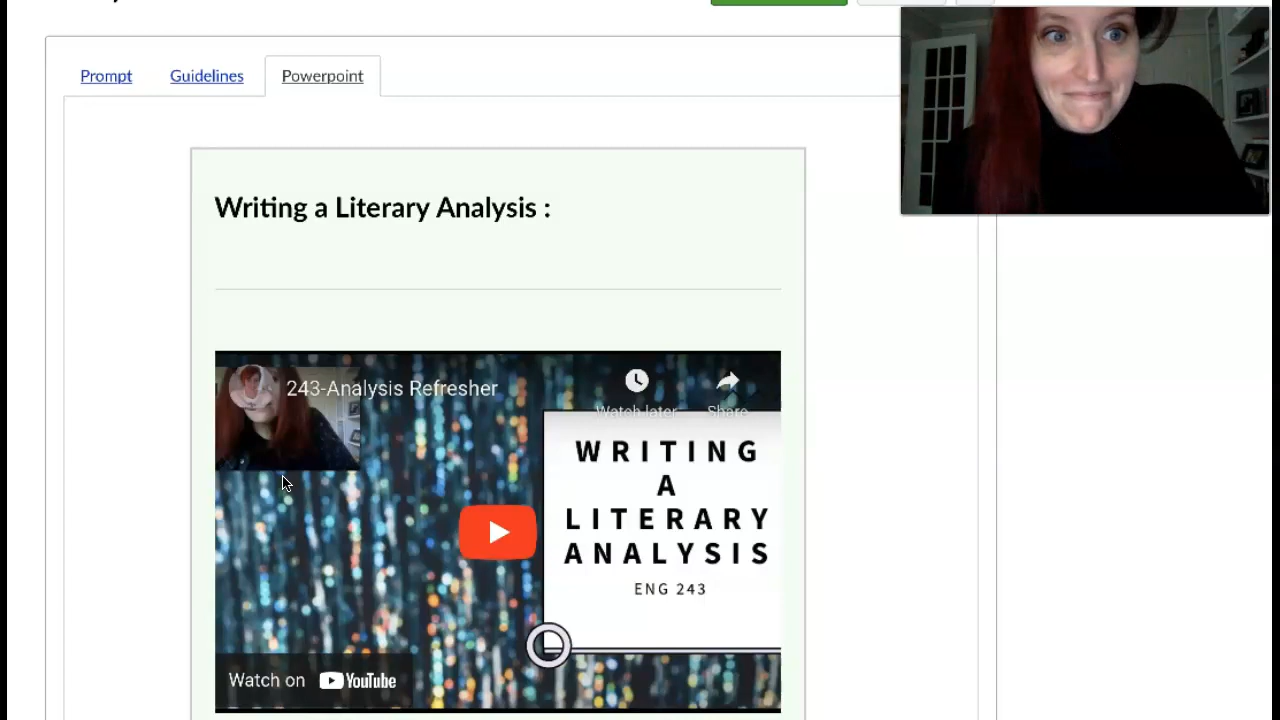 Prompt
Guidelines
Powerpoint
Writing a Literary Analysis :
243-Analysis Refresher
Watch later
Share
WRITING
A
LITERARY
ANALYSIS
ENG 243
Watch on YouTube